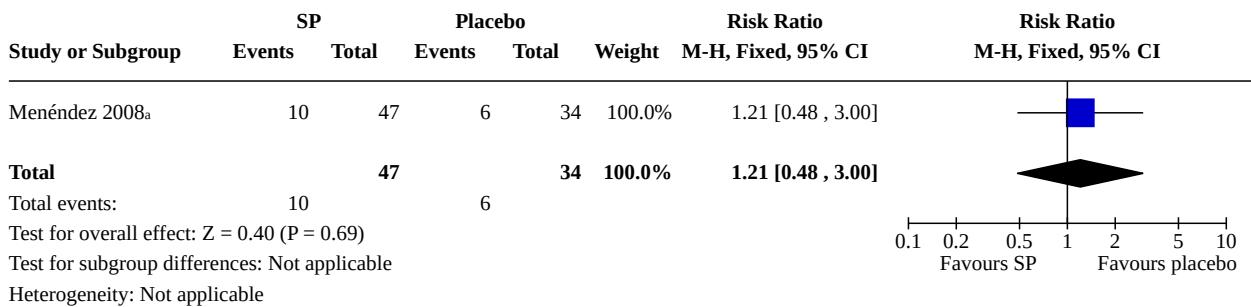 SP Placebo Risk Ratio Risk Ratio
Study or Subgroup Events Total Events Total Weight M-H, Fixed, 95% CI M-H, Fixed, 95% CI
Menéndez 2008a 10 47 6 34 100.0% 1.21 [0.48 , 3.00]
Total 47 34 100.0% 1.21 [0.48 , 3.00]
Total events: 10 6
Test for overall effect: Z = 0.40 (P = 0.69)
0.1 0.2 0.5 1 2 5 10
Test for subgroup differences: Not applicable Favours SP Favours placebo
Heterogeneity: Not applicable